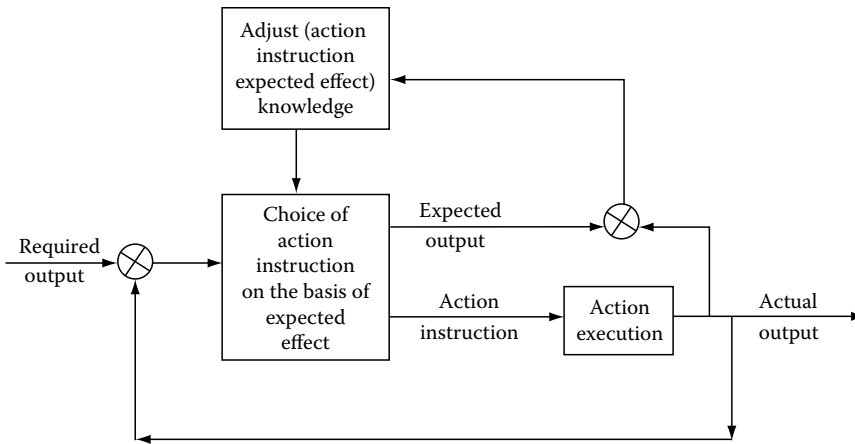 Adjust (action
instruction
expected effect)
knowledge
Required
output
Choice of
action
instruction
on the basis of
expected
effect
Expected
output
Action
instruction
Action
execution
Actual
output